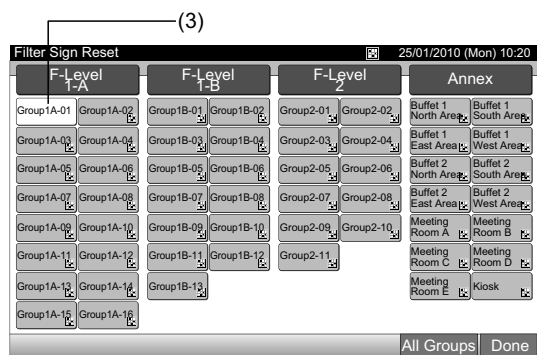 (3)
Filter Sign Reset 25/01/2010 (Mon) 10:20
F-Level
1-A
F-Level
1-B
F-Level
2
Annex
Group1A-01 Group1A-02 Group1B-01 Group1B-02 Group2-01 Group2-02 Buffet 1 North Area Buffet 1 South Area
Group1A-03 Group1A-04 Group1B-03 Group1B-04 Group2-03 Group2-04 Buffet 1 East Area Buffet 1 West Area
Group1A-05 Group1A-06 Group1B-05 Group1B-06 Group2-05 Group2-06 Buffet 2 North Area Buffet 2 South Area
Group1A-07 Group1A-08 Group1B-07 Group1B-08 Group2-07 Group2-08 Buffet 2 East Area Buffet 2 West Area
Group1A-09 Group1A-10 Group1B-09 Group1B-10 Group2-09 Group2-10 Meeting Room A Meeting Room B
Group1A-11 Group1A-12 Group1B-11 Group1B-12 Group2-11 Meeting Room C Meeting Room D
Group1A-13 Group1A-14 Group1B-13 Meeting Room E Kiosk
Group1A-15 Group1A-16
All Groups Done